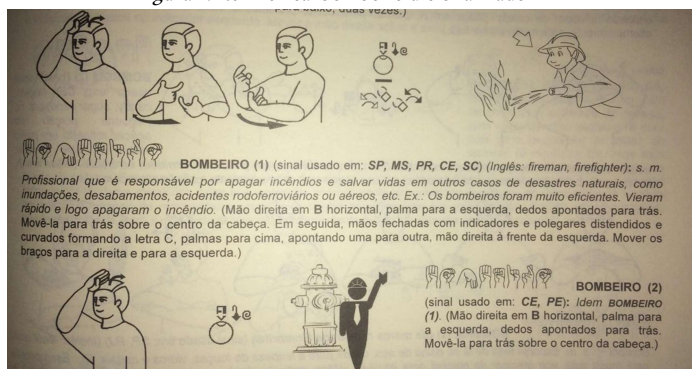 para baixo, duas vezes.)
BOMBEIRO (1) (sinal usado em: SP, MS, PR, CE, SC) (Inglês: fireman, firefighter): s. m.
Profissional que é responsável por apagar incêndios e salvar vidas em outros casos de desastres naturais, como
inundações, desabamentos, acidentes rodoferroviários ou aéreos, etc. Ex.: Os bombeiros foram muito eficientes. Vieram
rápido e logo apagaram o incêndio. (Mão direita em B horizontal, palma para a esquerda, dedos apontados para trás.
Movê-la para trás sobre o centro da cabeça. Em seguida, mãos fechadas com indicadores e polegares distendidos e
curvados formando a letra C, palmas para cima, apontando uma para outra, mão direita à frente da esquerda. Mover os
braços para a direita e para a esquerda.)
BOMBEIRO (2)
(sinal usado em: CE, PE): Idem BOMBEIRO
(1). (Mão direita em B horizontal, palma para
a esquerda, dedos apontados para trás.
Movê-la para trás sobre o centro da cabeça.)